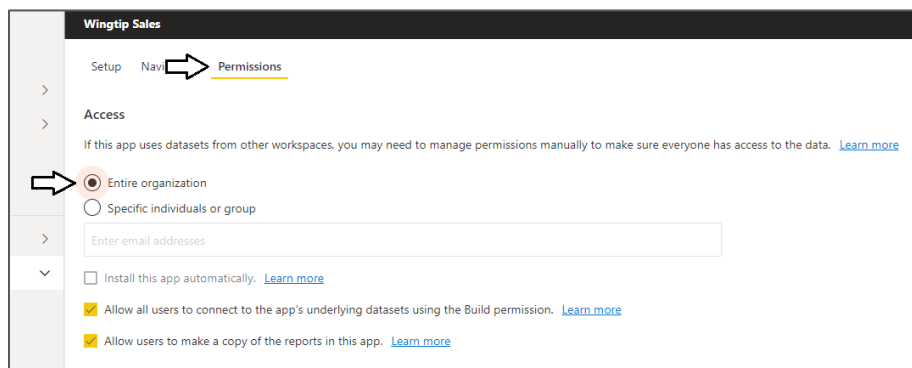 Wingtip Sales
Setup Navi Permissions
Access
If this app uses datasets from other workspaces, you may need to manage permissions manually to make sure everyone has access to the data. Learn more
Entire organization
Specific individuals or group
Enter email addresses
Install this app automatically. Learn more
Allow all users to connect to the app's underlying datasets using the Build permission. Learn more
Allow users to make a copy of the reports in this app. Learn more